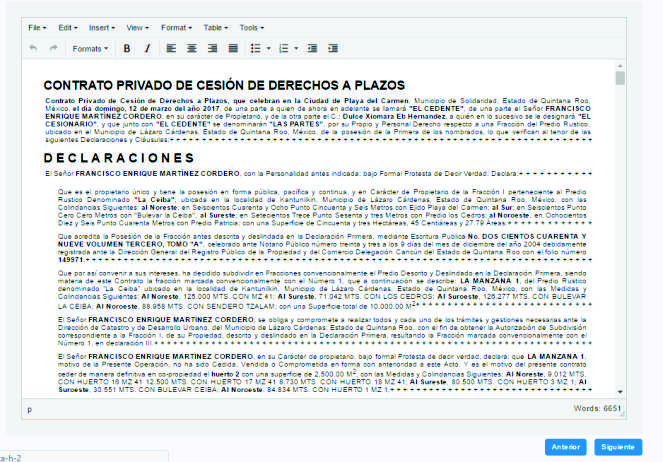 File Edit Insert View Format Table Tools
Formats B I
CONTRATO PRIVADO DE CESIÓN DE DERECHOS A PLAZOS
Contrato Privado de Cesión de Derechos a Plazos, que celebran en la Ciudad de Playa del Carmen, Municipio de Solidaridad, Estado de Quintana Roo,
México, el día domingo, 12 de marzo del año 2017, de una parte a quien de ahora en adelante se llamará "EL CEDENTE", de una parte el Señor FRANCISCO
ENRIQUE MARTÍNEZ CORDERO, en su carácter de Propietario, y de la otra parte el C.: Dulce Xiomara Eb Hernandez, a quién en lo sucesivo se le designará "EL
CESIONARIO", y que junto con "EL CEDENTE" se denominarán "LAS PARTES", por su Propio y Personal Derecho respecto a una Fracción del Predio Rustico,
ubicado en el Municipio de Lázaro Cárdenas, Estado de Quintana Roo, México, de la posesión de la Primera de los nombrados, lo que verifican al tenor de las
siguientes Declaraciones y Cláusulas:
DECLARACIONES
El Señor FRANCISCO ENRIQUE MARTÍNEZ CORDERO, con la Personalidad antes indicada, bajo Formal Protesta de Decir Verdad, Declara:
Que es el propietario único y tiene la posesión en forma pública, pacífica y continua, y en Carácter de Propietario de la Fracción I perteneciente al Predio
Rustico Denominado "La Ceiba", ubicada en la localidad de Kantunilkin, Municipio de Lázaro Cárdenas, Estado de Quintana Roo, México, con las
Colindancias Siguientes: al Noreste, en Seiscientos Cuarenta y Ocho Punto Cincuenta y Seis Metros con Ejido Playa del Carmen; al Sur, en Seiscientos Punto
Cero Cero Metros con "Bulevar la Ceiba", al Sureste, en Setecientos Trece Punto Sesenta y tres Metros con Predio los Cedros; al Noroeste, en Ochocientos
Diez y Seis Punto Cuarenta Metros con Predio Patricia; con una Superficie de Cincuenta y tres Hectáreas, 45 Centiáreas y 27.79 Áreas.
Que acredita la Posesión de la Fracción antes descrita y deslindada en la Declaración Primera, mediante Escritura Pública No. DOS CIENTOS CUARENTA Y
NUEVE VOLUMEN TERCERO, TOMO "A", celebrado ante Notario Público número treinta y tres a los 9 días del mes de diciembre del año 2004 debidamente
registrada ante la Dirección General del Registro Público de la Propiedad y del Comercio Delegación Cancún del Estado de Quintana Roo con el folio número
149971.
Que por así convenir a sus intereses, ha decidido subdividir en Fracciones convencionalmente el Predio Descrito y Deslindado en la Declaración Primera, siendo
materia de este Contrato la fracción marcada convencionalmente con el Número 1, que a continuación se describe: LA MANZANA 1, del Predio Rustico
denominado "La Ceiba" ubicado en la localidad de Kantunilkin, Municipio de Lázaro Cárdenas, Estado de Quintana Roo, México, con las Medidas y
Colindancias Siguientes: Al Noreste, 125.000 MTS. CON MZ 41; Al Sureste, 71.042 MTS. CON LOS CEDROS; Al Suroeste, 125.277 MTS. CON BULEVAR
LA CEIBA; Al Noroeste, 88.958 MTS. CON SENDERO TZALAM; con una Superficie total de 10,000.00 M2
El Señor FRANCISCO ENRIQUE MARTÍNEZ CORDERO, se obliga y compromete a realizar todos y cada uno de los trámites y gestiones necesarias ante la
Dirección de Catastro y de Desarrollo Urbano, del Municipio de Lázaro Cárdenas, Estado de Quintana Roo, con el fin de obtener la Autorización de Subdivisión
correspondiente a la Fracción I, de su Propiedad, descrito y deslindado en la Declaración Primera, resultando la Fracción marcada convencionalmente con el
Número 1, en declaración III.
El Señor FRANCISCO ENRIQUE MARTÍNEZ CORDERO, en su Carácter de propietario, bajo formal Protesta de decir verdad, declara, que LA MANZANA 1,
motivo de la Presente Operación, no ha sido Cedida, Vendida o Comprometida en forma con anterioridad a este Acto. Y es el motivo del presente contrato
ceder de manera definitiva en co-propiedad el huerto 2 con una superficie de 2,500.00 M2, con las Medidas y Colindancias Siguientes: Al Noreste, 9.012 MTS.
CON HUERTO 16 MZ 41 12.500 MTS. CON HUERTO 17 MZ 41 8.730 MTS. CON HUERTO 18 MZ 41; Al Sureste, 80.500 MTS. CON HUERTO 3 MZ 1; Al
Suroeste, 30.551 MTS. CON BULEVAR CEIBA; Al Noroeste, 84.834 MTS. CON HUERTO 1 MZ 1.
p Words: 6651
Anterior Siguiente
a-h-2